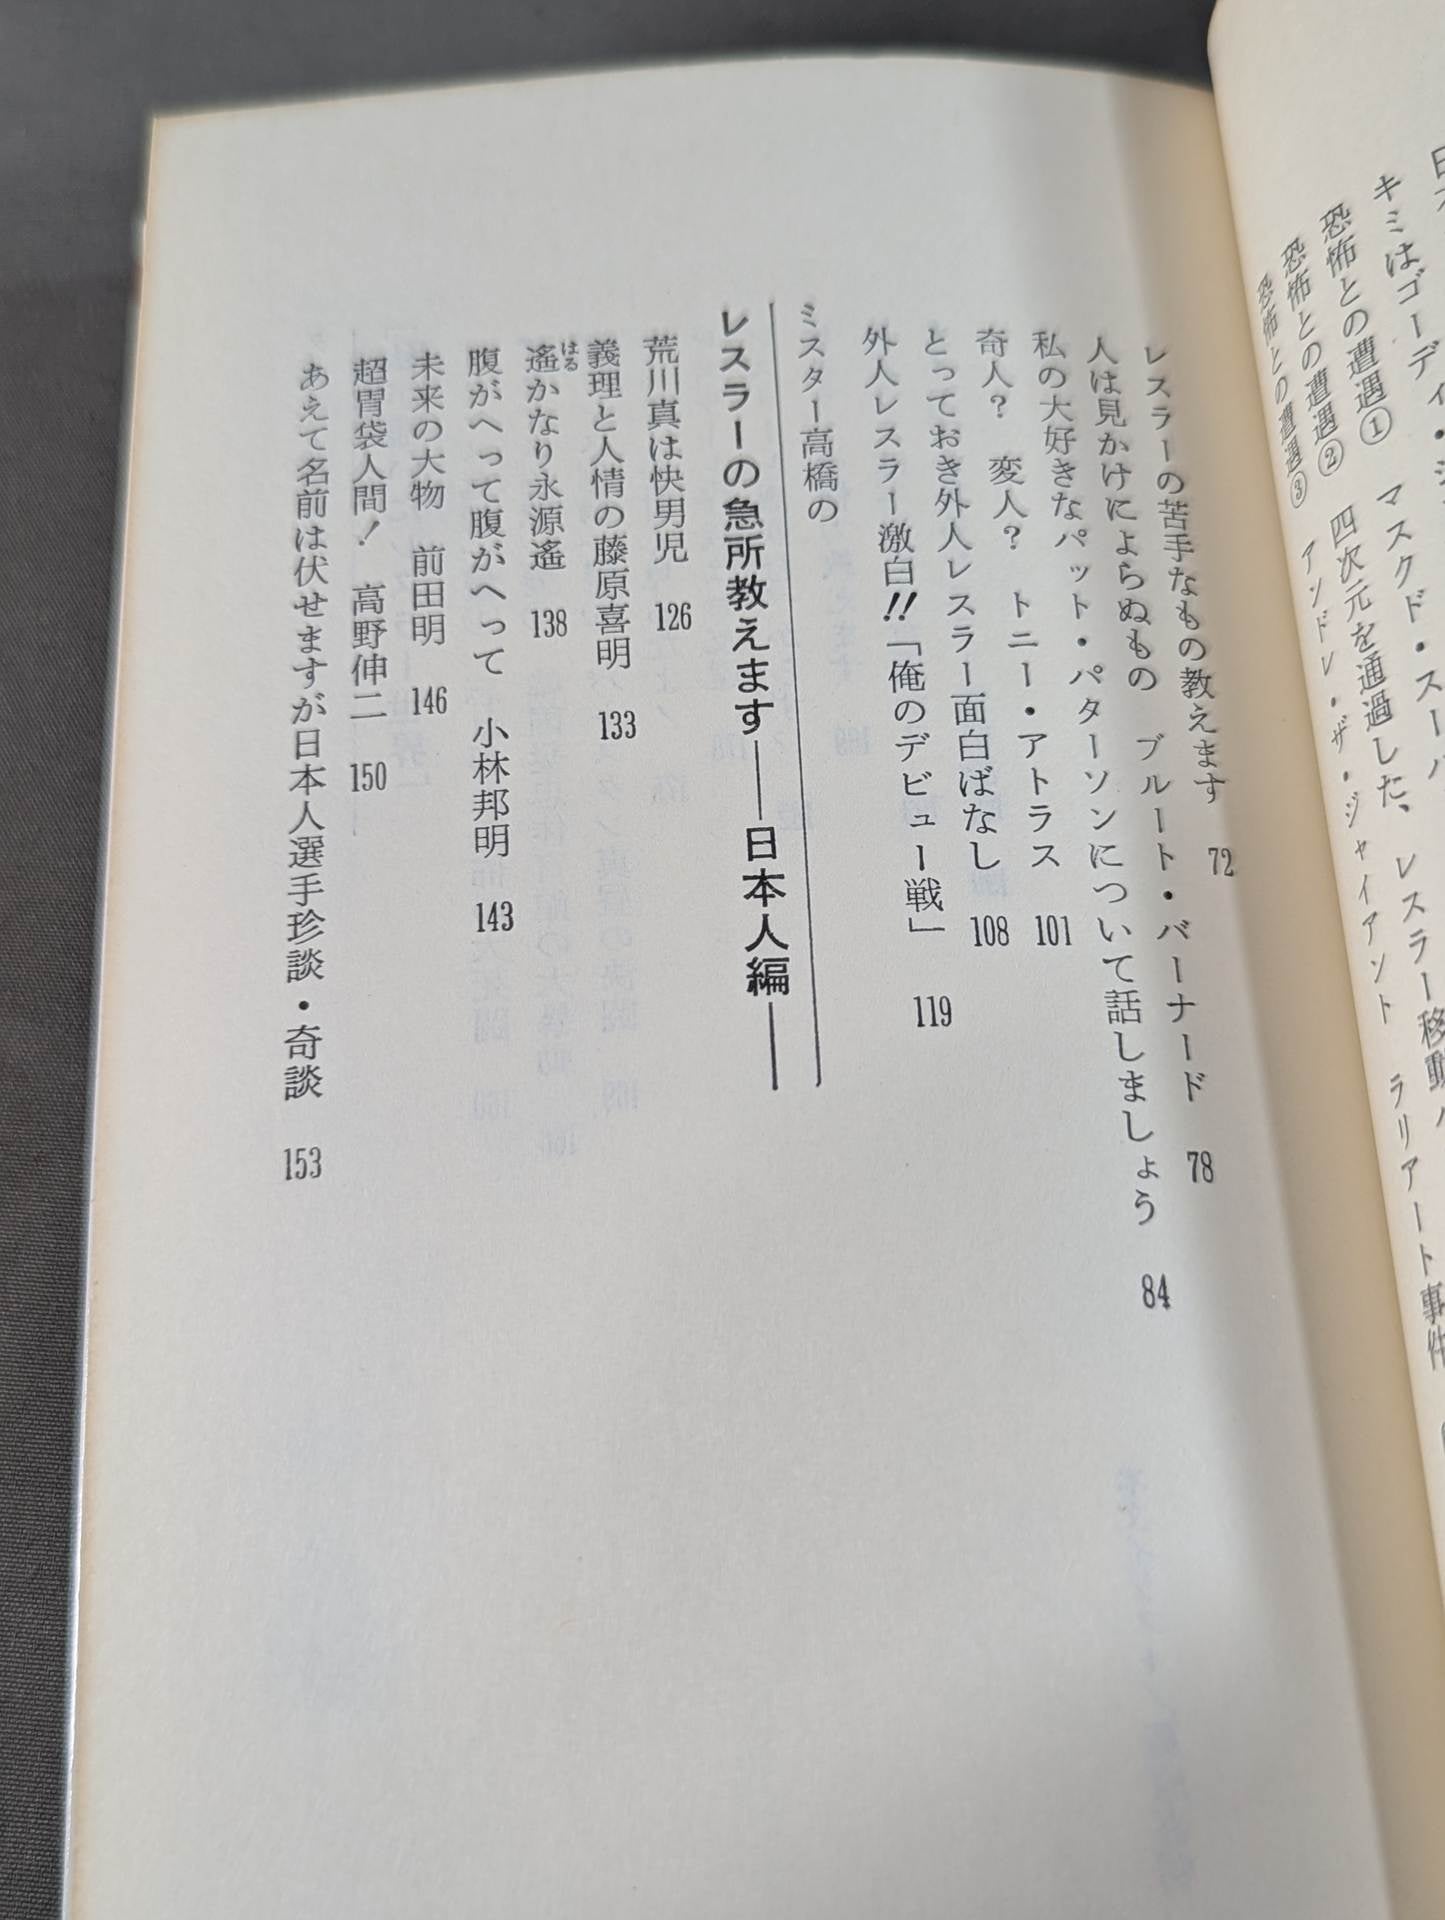 キミはゴーディ・
マスクド・スーパ
レスラー移動バ
恐怖との遭遇①
四次元を通過した、
ラリアート事件
恐怖との遭遇②
アンドレ・ザ・ジャイアント
恐怖との遭遇③
レスラーの苦手なもの教えます　72
人は見かけによらぬもの　ブルート・バーナード　78
私の大好きなパット・パターソンについて話しましょう　84
奇人？　変人？　トニー・アトラス　101
とっておき外人レスラー面白ばなし　108
外人レスラー激白!!「俺のデビュー戦」　119
ミスター高橋の
レスラーの急所教えます──日本人編──
荒川真は快男児　126
義理と人情の藤原喜明　133
遙かなり永源遙　138
はる
腹がへって腹がへって　小林邦明　143
未来の大物　前田明　146
超胃袋人間！　高野伸二　150
あえて名前は伏せますが日本人選手珍談・奇談　153